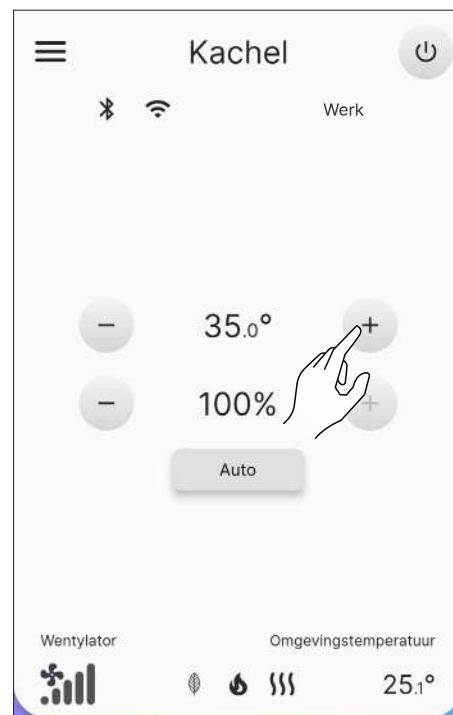 Kachel
Werk
− 35.0° +
− 100% +
Auto
Wentylator Omgevingstemperatuur
25.1°